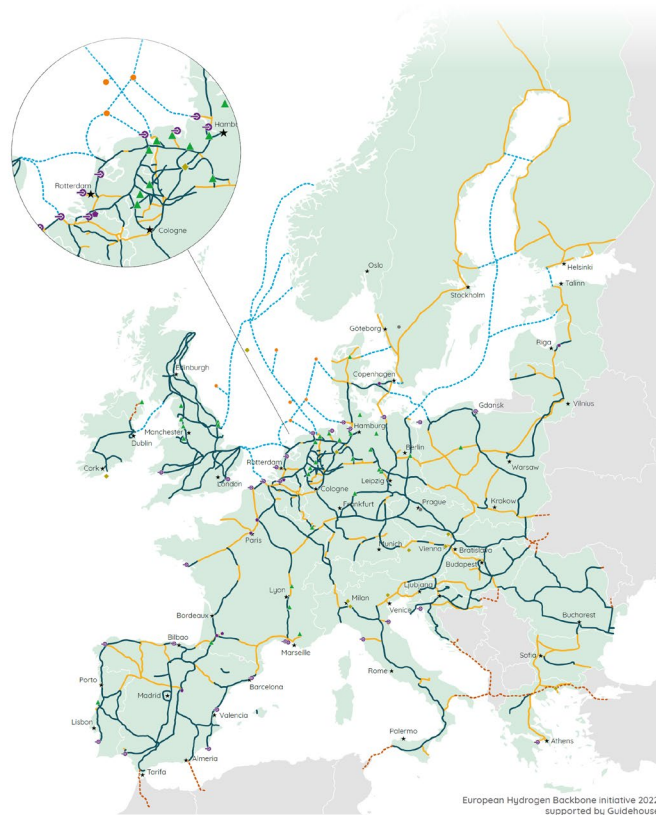 Hamb
Rotterdam
Cologne
Oslo
Helsinki
Talinn
Stockholm
Göteborg
Riga
Copenhagen
Edinburgh
Vilnius
Gdansk
Dublin
Manchester
Hamburg
Berlin
Warsaw
Cork
London
Rotterdam
Cologne
Leipzig
Frankfurt
Prague
Krakow
Paris
Munich
Vienna
Bratislava
Budapest
Lyon
Milan
Ljubljana
Venice
Bordeaux
Bucharest
Bilbao
Marseille
Sofia
Porto
Madrid
Barcelona
Rome
Lisbon
Valencia
Palermo
Athens
Almeria
Tarifa
European Hydrogen Backbone initiative 2022
supported by Guidehouse